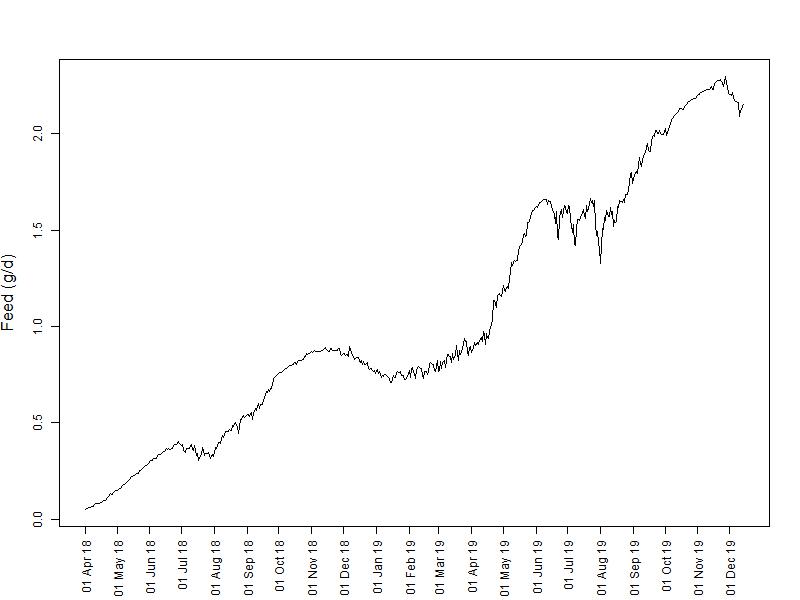 Feed (g/d)
2.0
1.5
1.0
0.5
0.0
01 Apr 18
01 May 18
01 Jun 18
01 Jul 18
01 Aug 18
01 Sep 18
01 Oct 18
01 Nov 18
01 Dec 18
01 Jan 19
01 Feb 19
01 Mar 19
01 Apr 19
01 May 19
01 Jun 19
01 Jul 19
01 Aug 19
01 Sep 19
01 Oct 19
01 Nov 19
01 Dec 19